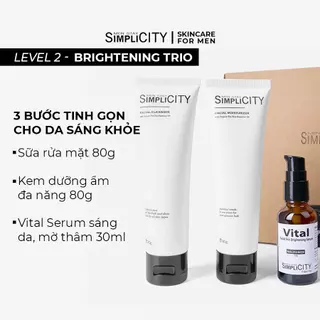 SIMPLICITY | SKINCARE FOR MEN
LEVEL 2 - BRIGHTENING TRIO
3 BƯỚC TINH GỌN
CHO DA SÁNG KHỎE
Sữa rửa mặt 80g
Kem dưỡng ẩm
đa năng 80g
Vital Serum sáng
da, mờ thâm 30ml
SIMPLICITY
SIMPLICITY
SIMPLICITY
Vital
SIMPLICITY